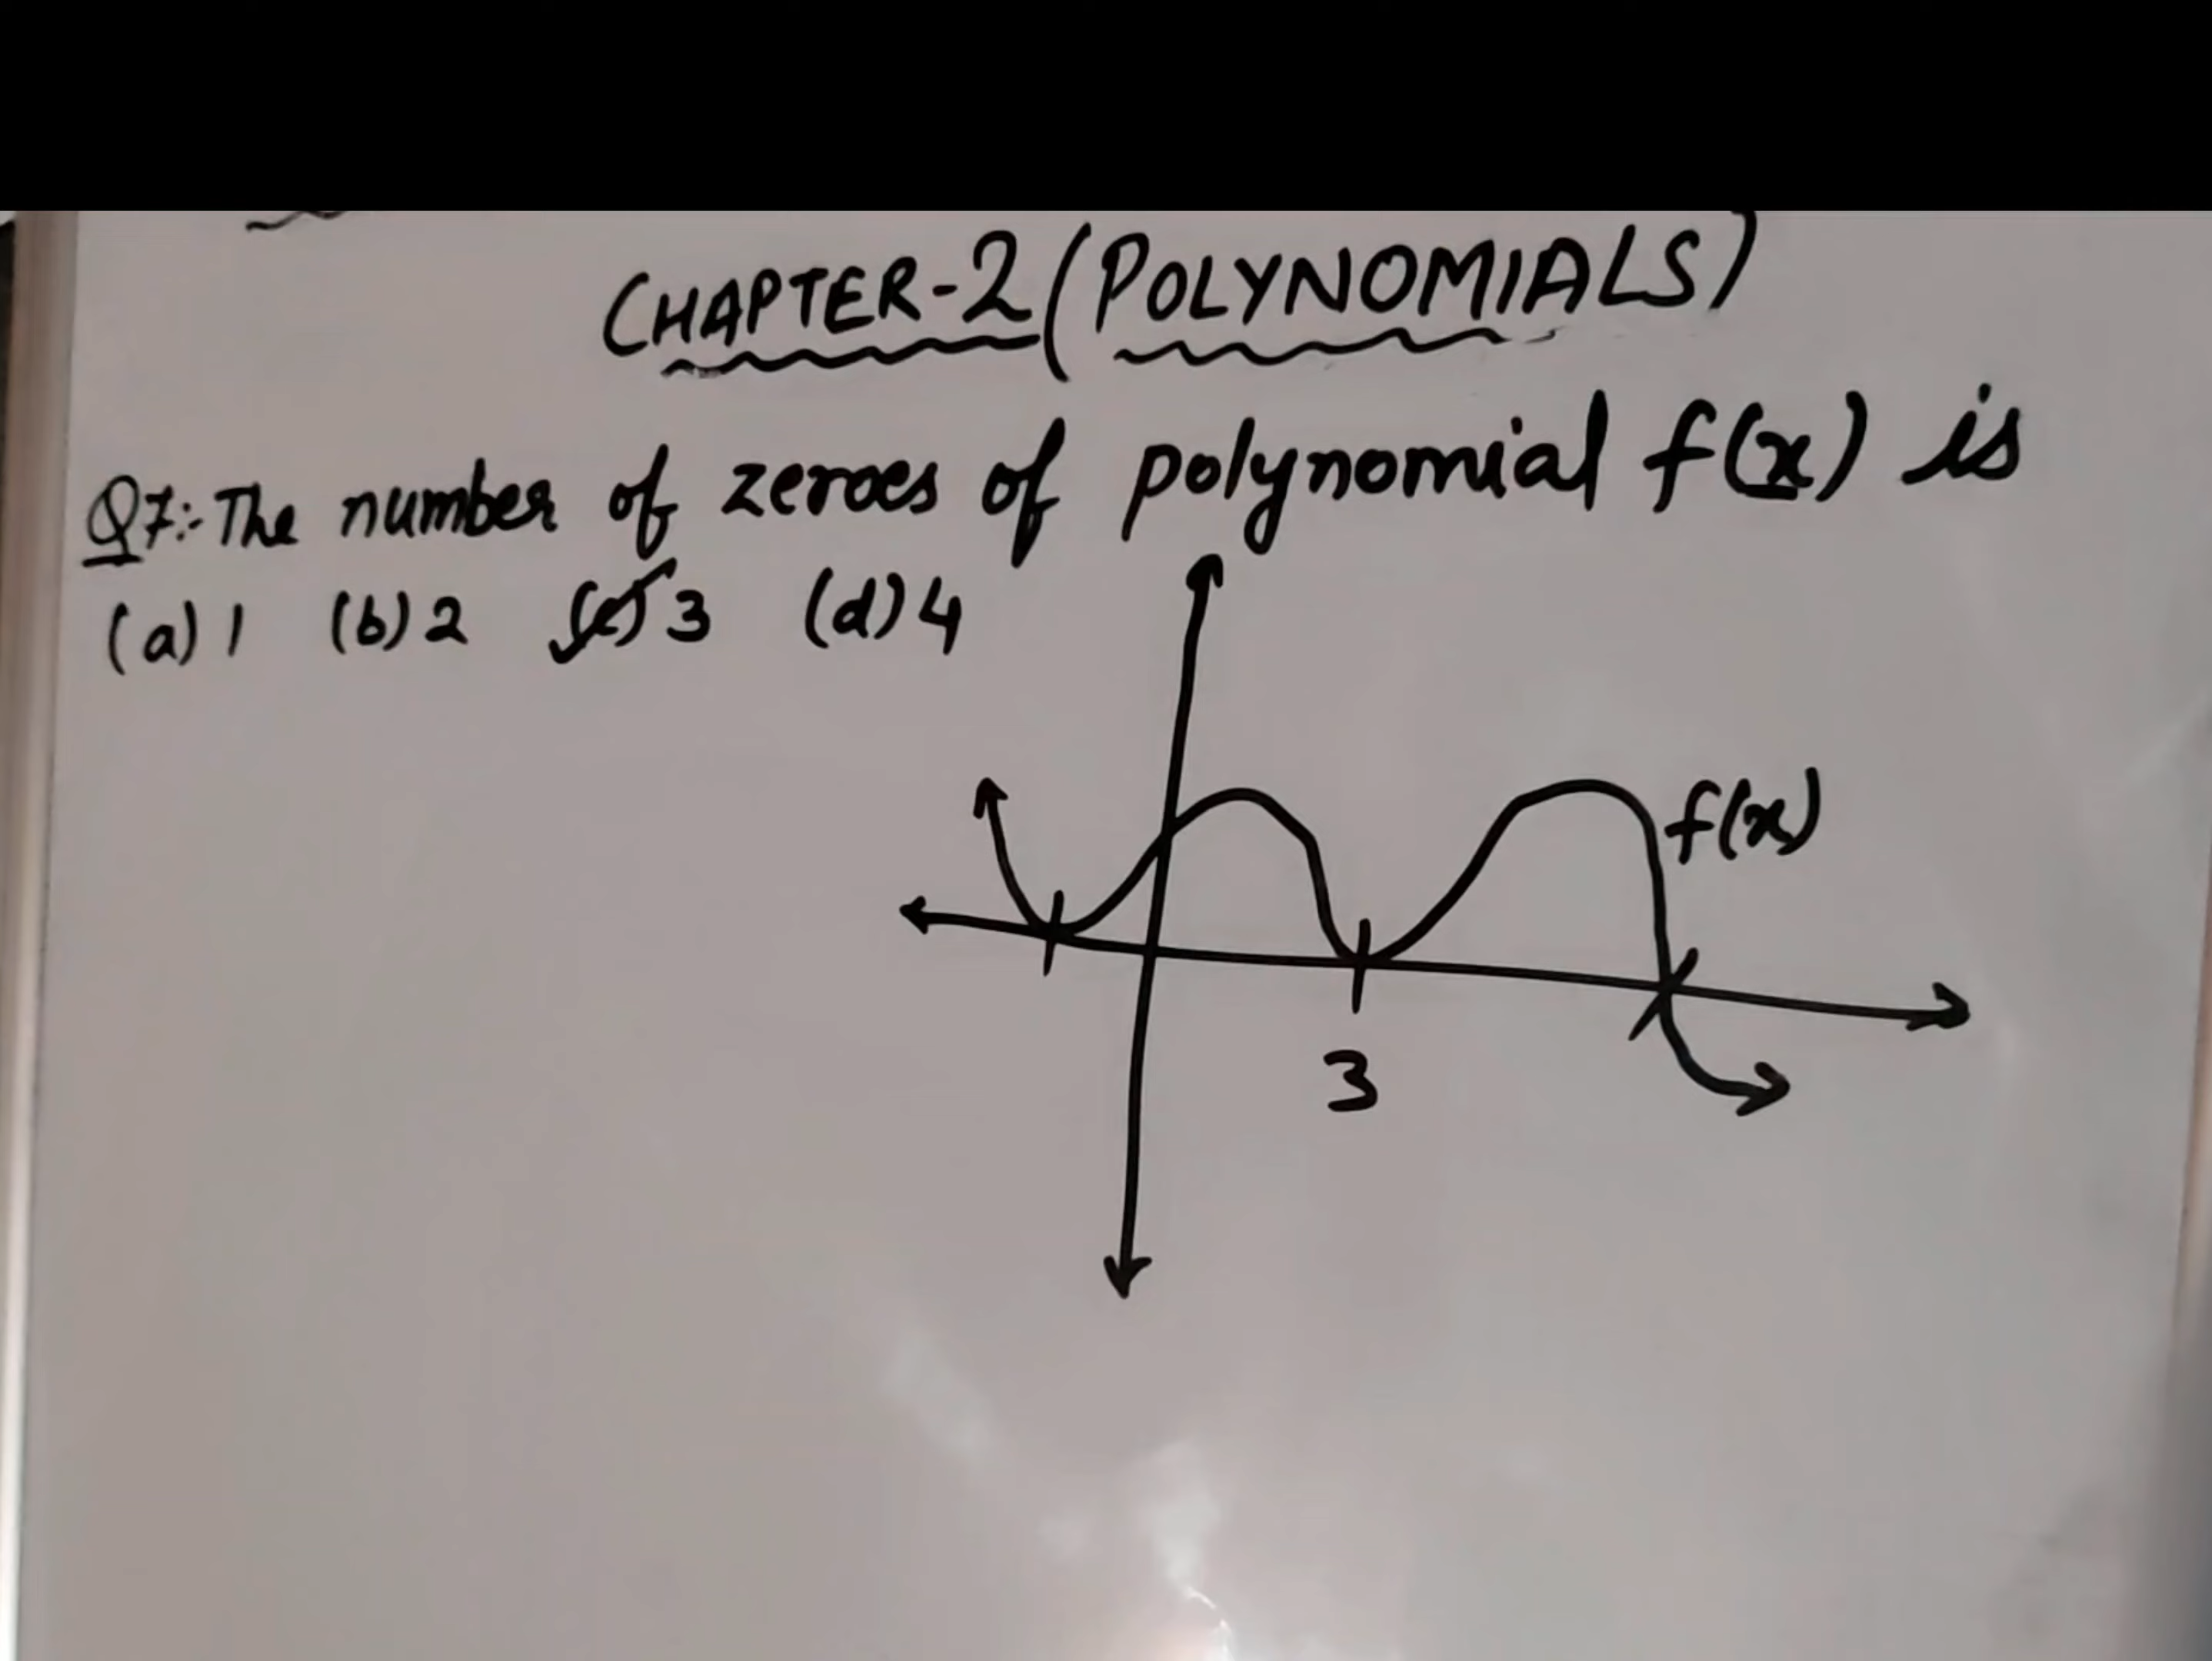 CHAPTER-2 (POLYNOMIALS)
Q7:- The number of zeroes of polynomial f(x) is
(a) 1 (b) 2 (c) 3 (d) 4
f(x)
3